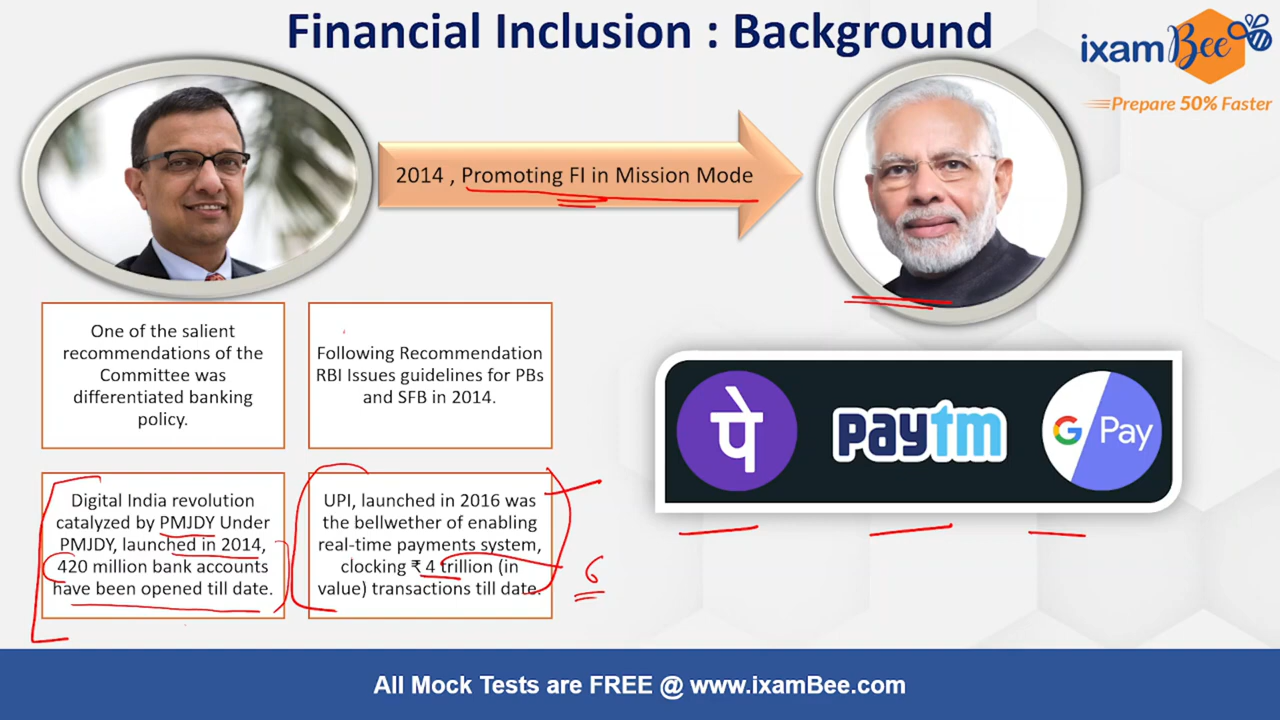 Financial Inclusion : Background
ixamBee
Prepare 50% Faster
2014 , Promoting FI in Mission Mode
One of the salient
recommendations of the
Committee was
differentiated banking
policy.
Following Recommendation
RBI Issues guidelines for PBs
and SFB in 2014.
Digital India revolution
catalyzed by PMJDY Under
PMJDY, launched in 2014,
420 million bank accounts
have been opened till date.
UPI, launched in 2016 was
the bellwether of enabling
real-time payments system,
clocking ₹ 4 trillion (in
value) transactions till date.
6
पे
paytm
G Pay
All Mock Tests are FREE @ www.ixamBee.com